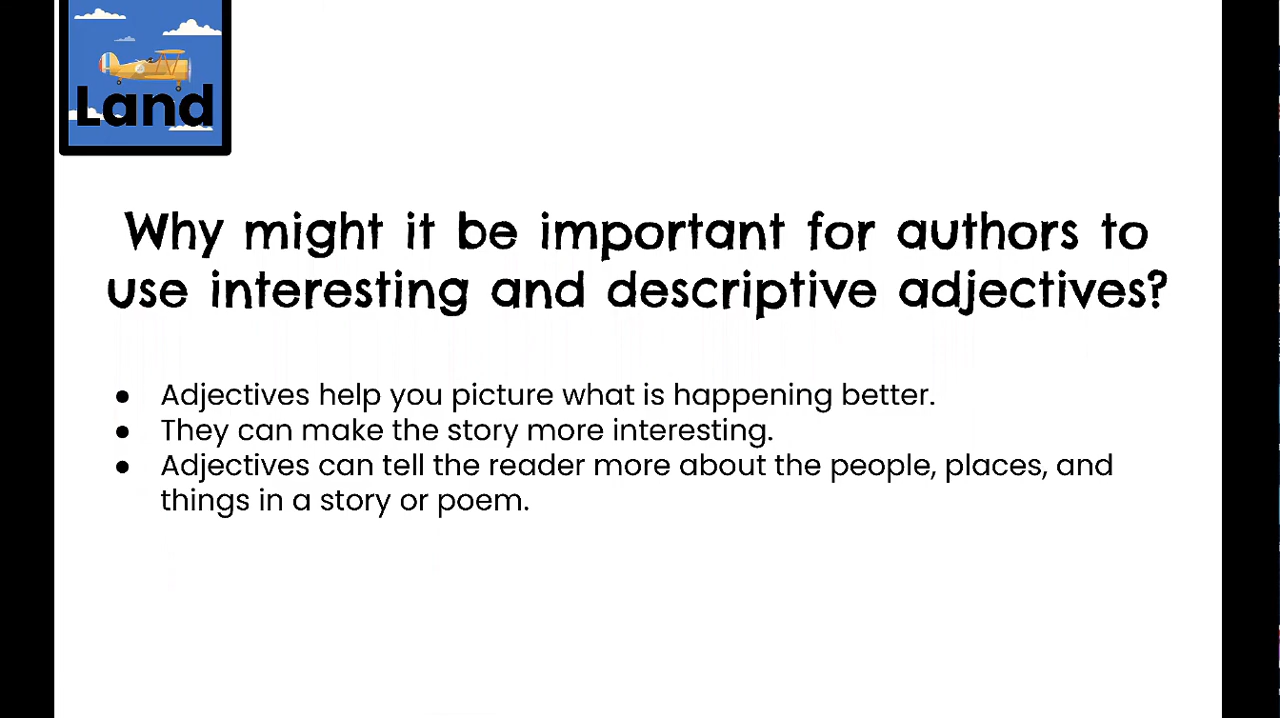 Land
Why might it be important for authors to
use interesting and descriptive adjectives?
● Adjectives help you picture what is happening better.
● They can make the story more interesting.
● Adjectives can tell the reader more about the people, places, and
things in a story or poem.